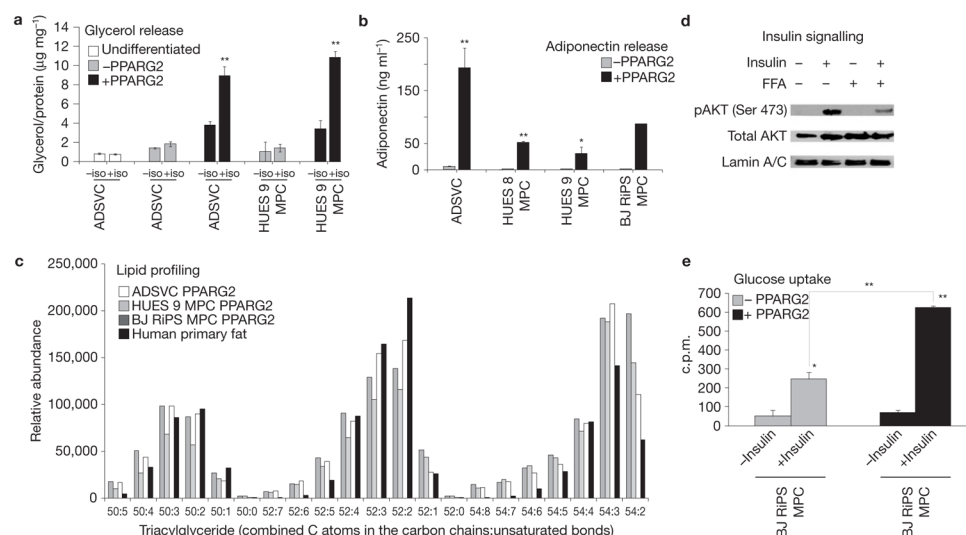 a
Glycerol release
Undifferentiated
–PPARG2
+PPARG2
Glycerol/protein (µg mg⁻¹)
14
12
10
8
6
4
2
0
** **
–iso +iso –iso +iso –iso +iso –iso +iso –iso +iso
ADSVC
ADSVC
ADSVC
HUES 9 MPC
HUES 9 MPC
b
Adiponectin release
–PPARG2
+PPARG2
Adiponectin (ng ml⁻¹)
250
150
50
0
** ** *
ADSVC
HUES 8 MPC
HUES 9 MPC
BJ RiPS MPC
d
Insulin signalling
Insulin – + – +
FFA – – + +
pAKT (Ser 473)
Total AKT
Lamin A/C
c
Lipid profiling
ADSVC PPARG2
HUES 9 MPC PPARG2
BJ RiPS MPC PPARG2
Human primary fat
Relative abundance
250,000
200,000
150,000
100,000
50,000
0
50:5 50:4 50:3 50:2 50:1 50:0 52:7 52:6 52:5 52:4 52:3 52:2 52:1 52:0 54:8 54:7 54:6 54:5 54:4 54:3 54:2
Triacylglyceride (combined C atoms in the carbon chains:unsaturated bonds)
e
Glucose uptake
– PPARG2
+ PPARG2
c.p.m.
700
600
500
400
300
200
100
0
** * **
–Insulin +Insulin –Insulin +Insulin
BJ RiPS MPC
BJ RiPS MPC